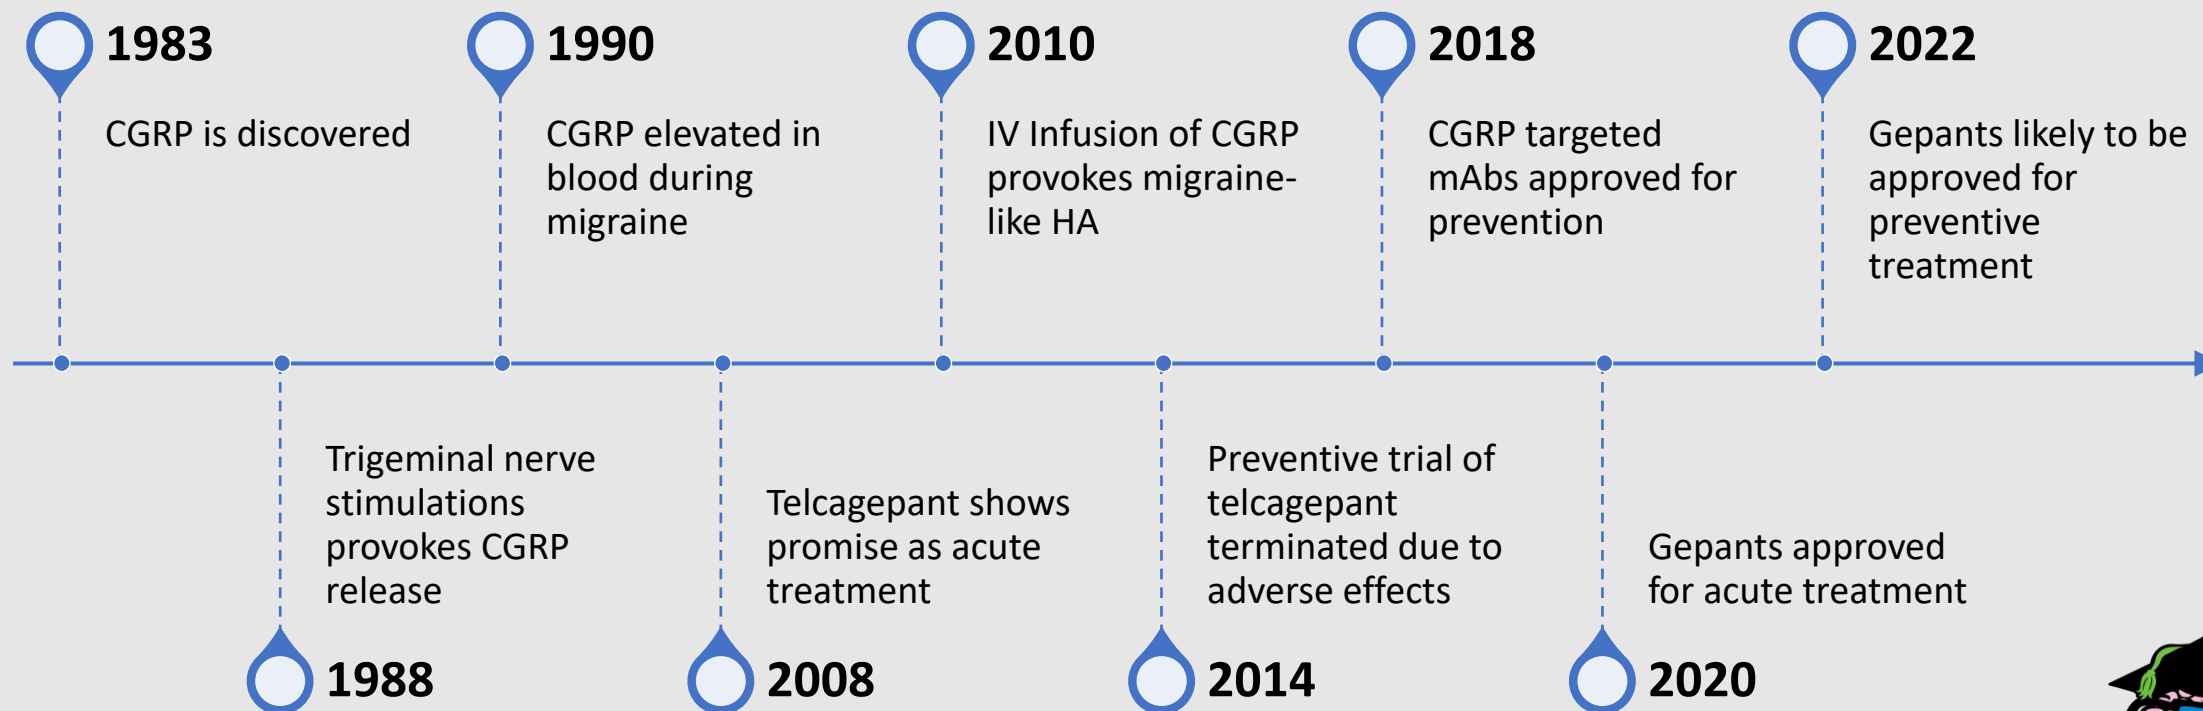 1983
CGRP is discovered
1988
Trigeminal nerve
stimulations
provokes CGRP
release
1990
CGRP elevated in
blood during
migraine
2008
Telcagepant shows
promise as acute
treatment
2010
IV Infusion of CGRP
provokes migraine-
like HA
2014
Preventive trial of
telcagepant
terminated due to
adverse effects
2018
CGRP targeted
mAbs approved for
prevention
2020
Gepants approved
for acute treatment
2022
Gepants likely to be
approved for
preventive
treatment